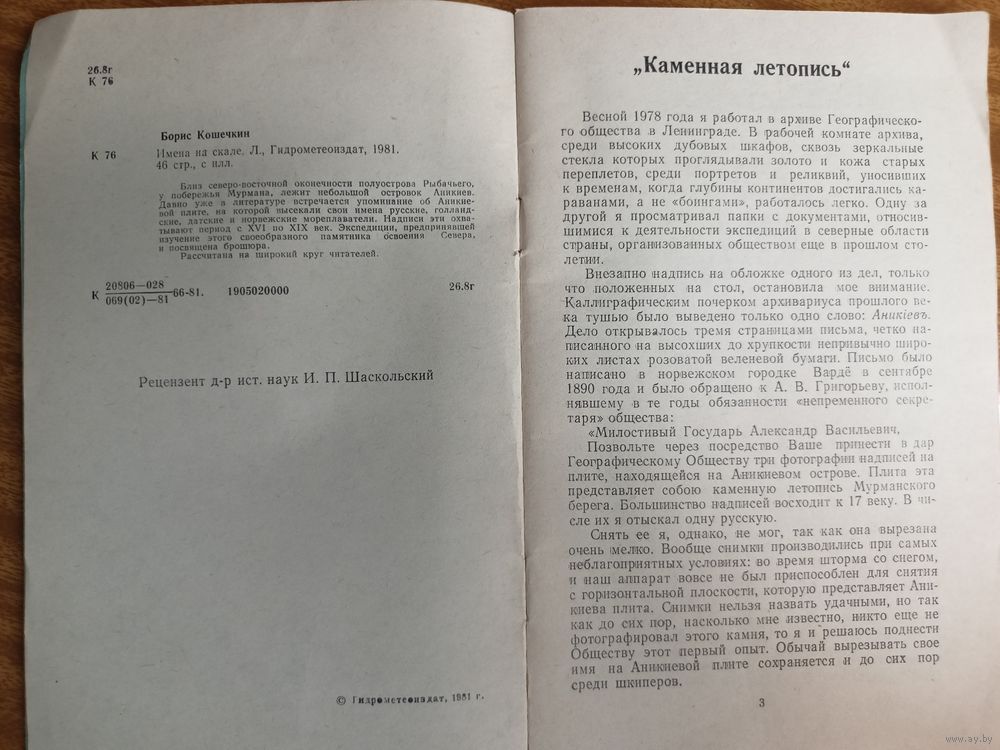 26.8г
К 76
Борис Кошечкин
К 76 Имена на скале. Л., Гидрометеоиздат, 1981.
46 стр., с илл.
Близ северо-восточной оконечности полуострова Рыбачьего,
у побережья Мурмана, лежит небольшой островок Аникиев.
Давно уже в литературе встречается упоминание об Аникие-
вой плите, на которой высекали свои имена русские, голланд-
ские, датские и норвежские мореплаватели. Надписи эти охва-
тывают период с XVI по XIX век. Экспедиции, предпринявшей
изучение этого своеобразного памятника освоения Севера,
и посвящена брошюра.
Рассчитана на широкий круг читателей.
К 20806—028
069(02)—81 66-81. 1905020000 26.8г
Рецензент д-р ист. наук И. П. Шаскольский
© Гидрометеоиздат, 1981 г.
„Каменная летопись“
Весной 1978 года я работал в архиве Географическо-
го общества в Ленинграде. В рабочей комнате архива,
среди высоких дубовых шкафов, сквозь зеркальные
стекла которых проглядывали золото и кожа старых
переплетов, среди портретов и реликвий, уносивших
к временам, когда глубины континентов достигались ка-
раванами, а не «боингами», работалось легко. Одну за
другой я просматривал папки с документами, относив-
шимися к деятельности экспедиций в северные области
страны, организованных обществом еще в прошлом сто-
летии.
Внезапно надпись на обложке одного из дел, только
что положенных на стол, остановила мое внимание.
Каллиграфическим почерком архивариуса прошлого ве-
ка тушью было выведено только одно слово: Аникіевъ.
Дело открывалось тремя страницами письма, четко на-
писанного на высохших до хрупкости непривычно широ-
ких листах розоватой веленевой бумаги. Письмо было
написано в норвежском городке Вардё в сентябре
1890 года и было обращено к А. В. Григорьеву, испол-
нявшему в те годы обязанности «непременного секре-
таря» общества:
«Милостивый Государь Александр Васильевич,
Позвольте через посредство Ваше принести в дар
Географическому Обществу три фотографии надписей на
плите, находящейся на Аникиевом острове. Плита эта
представляет собою каменную летопись Мурманского
берега. Большинство надписей восходит к 17 веку. В чи-
сле их я отыскал одну русскую.
Снять ее я, однако, не мог, так как она вырезана
очень мелко. Вообще снимки производились при самых
неблагоприятных условиях: во время шторма со снегом,
и наш аппарат вовсе не был приспособлен для снятия
с горизонтальной плоскости, которую представляет Ани-
киева плита. Снимки нельзя назвать удачными, но так
как до сих пор, насколько мне известно, никто еще не
фотографировал этого камня, то я и решаюсь поднести
Обществу этот первый опыт. Обычай вырезывать свое
имя на Аникиевой плите сохраняется и до сих пор
среди шкиперов.
3
www.ay.by